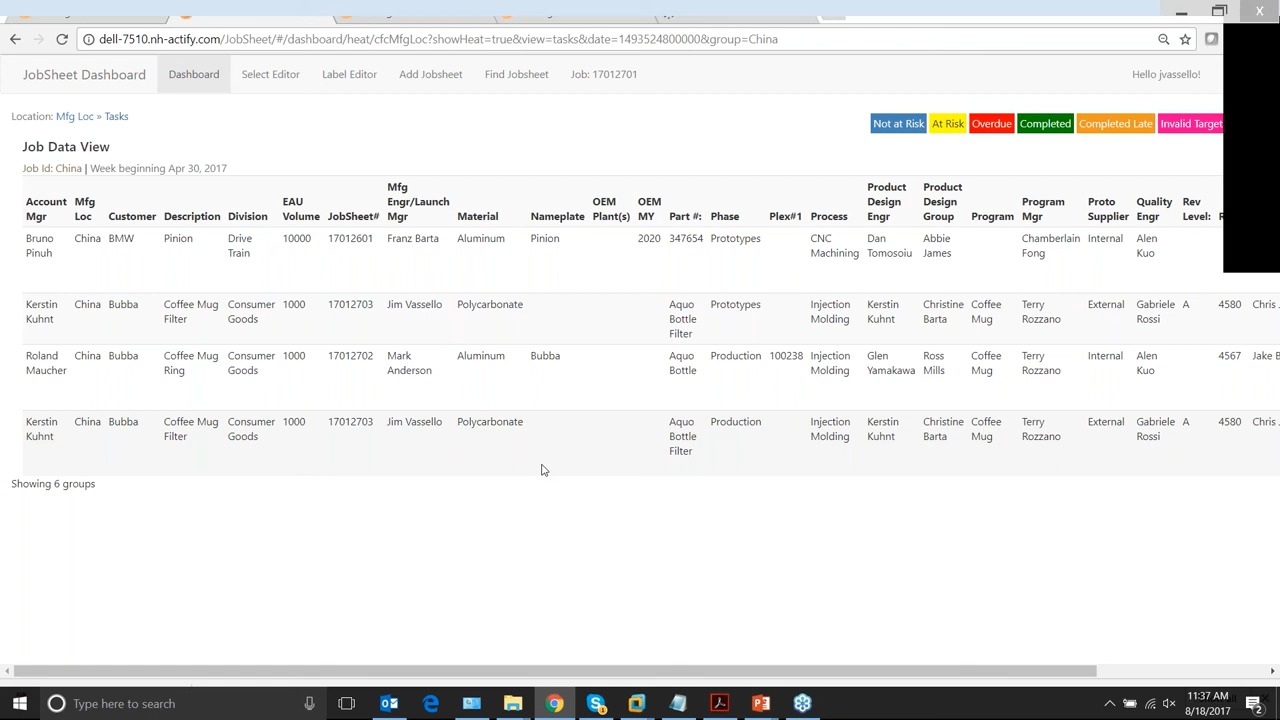 dell-7510.nh-actify.com/JobSheet/#/dashboard/heat/cfcMfgLoc?showHeat=true&view=tasks&date=1493524800000&group=China
JobSheet Dashboard Dashboard Select Editor Label Editor Add Jobsheet Find Jobsheet Job: 17012701 Hello jvassello!
Location: Mfg Loc » Tasks
Not at Risk At Risk Overdue Completed Completed Late Invalid Target
Job Data View
Job Id: China | Week beginning Apr 30, 2017
Account Mgr Mfg Loc Customer Description Division EAU Volume JobSheet# Mfg Engr/Launch Mgr Material Nameplate OEM Plant(s) OEM MY Part #: Phase Plex#1 Process Product Design Engr Product Design Group Program Program Mgr Proto Supplier Quality Engr Rev Level:
Bruno Pinuh China BMW Pinion Drive Train 10000 17012601 Franz Barta Aluminum Pinion 2020 347654 Prototypes CNC Machining Dan Tomosoiu Abbie James Chamberlain Fong Internal Alen Kuo
Kerstin Kuhnt China Bubba Coffee Mug Filter Consumer Goods 1000 17012703 Jim Vassello Polycarbonate Aquo Bottle Filter Prototypes Injection Molding Kerstin Kuhnt Christine Barta Coffee Mug Terry Rozzano External Gabriele Rossi A 4580 Chris
Roland Maucher China Bubba Coffee Mug Ring Consumer Goods 1000 17012702 Mark Anderson Aluminum Bubba Aquo Bottle Production 100238 Injection Molding Glen Yamakawa Ross Mills Coffee Mug Terry Rozzano Internal Alen Kuo 4567 Jake B
Kerstin Kuhnt China Bubba Coffee Mug Filter Consumer Goods 1000 17012703 Jim Vassello Polycarbonate Aquo Bottle Filter Production Injection Molding Kerstin Kuhnt Christine Barta Coffee Mug Terry Rozzano External Gabriele Rossi A 4580 Chris
Showing 6 groups
Type here to search
11:37 AM
8/18/2017
2